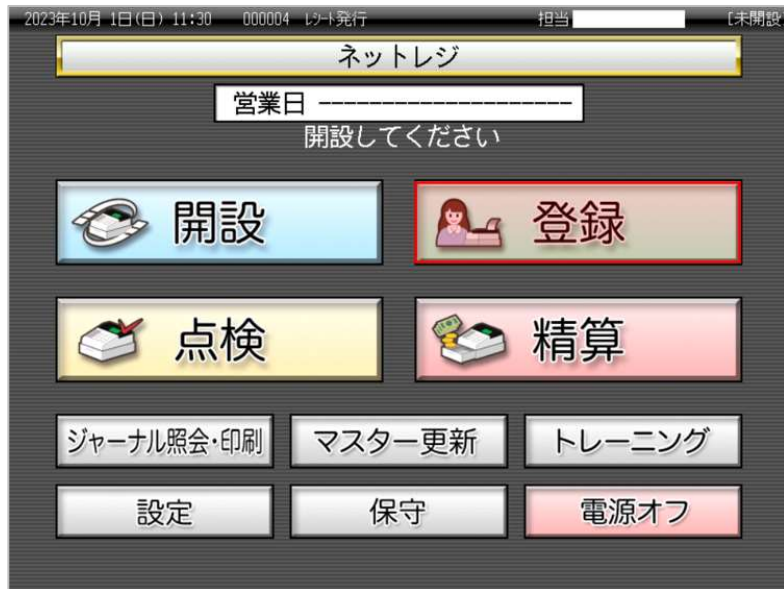 2023年10月 1日(日) 11:30 000004 レシート発行 担当 [未開設
ネットレジ
営業日 --------------------
開設してください
開設 登録
点検 精算
ジャーナル照会・印刷 マスター更新 トレーニング
設定 保守 電源オフ